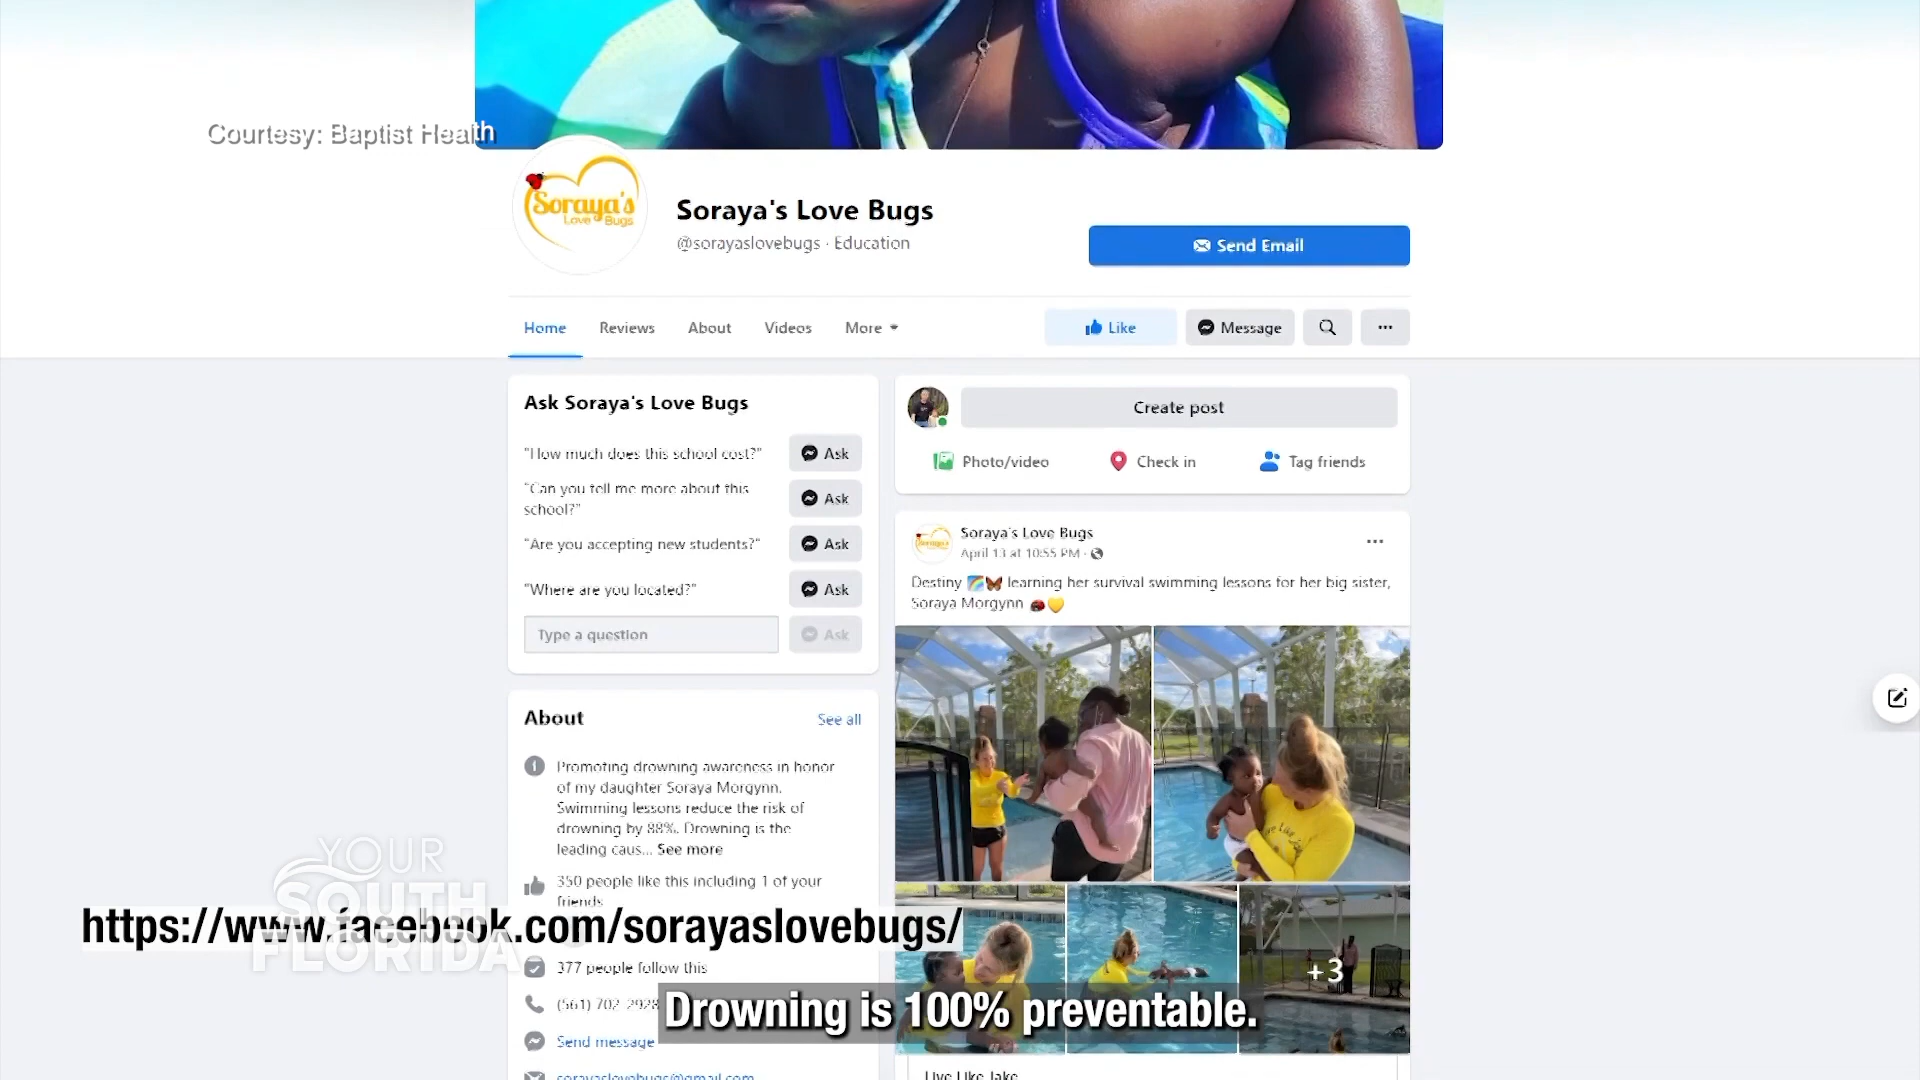 Courtesy: Baptist Health
Soraya's
Love Bugs
Soraya's Love Bugs
@sorayaslovebugs · Education
Send Email
Home
Reviews
About
Videos
More
Like
Message
Ask Soraya's Love Bugs
"How much does this school cost?"
Ask
"Can you tell me more about this
school?"
Ask
"Are you accepting new students?"
Ask
"Where are you located?"
Ask
Type a question
Ask
About
See all
Promoting drowning awareness in honor
of my daughter Soraya Morgynn.
Swimming lessons reduce the risk of
drowning by 88%. Drowning is the
leading caus... See more
350 people like this including 1 of your
friends
377 people follow this
(561) 702-2928
Send message
sorayaslovebugs@gmail.com
Create post
Photo/video
Check in
Tag friends
Soraya's Love Bugs
April 13 at 10:55 PM ·
Destiny 🌈🦋 learning her survival swimming lessons for her big sister,
Soraya Morgynn 🐞💛
+3
Live Like Jake
YOUR
SOUTH
FLORIDA
https://www.facebook.com/sorayaslovebugs/
Drowning is 100% preventable.